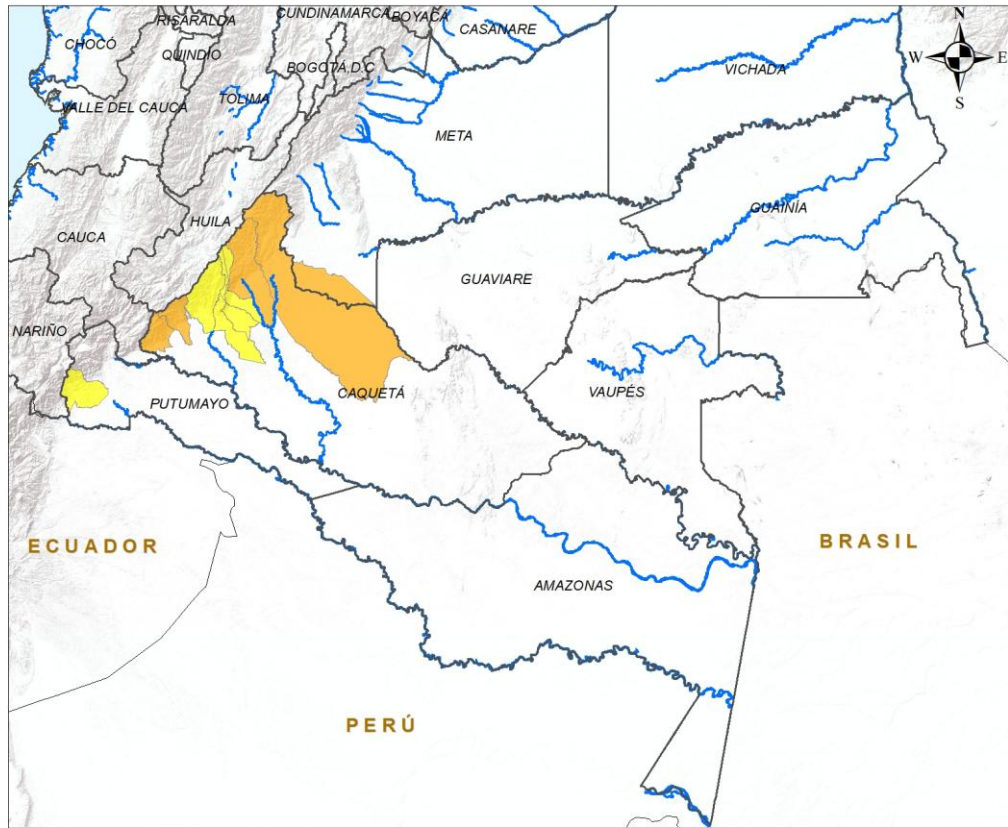 CUNDINAMARCA
BOYACÁ
RISARALDA
CASANARE
N
CHOCÓ
QUINDIO
W
E
BOGOTÁ D.C
VICHADA
S
TOLIMA
VALLE DEL CAUCA
META
GUAINÍA
HUILA
CAUCA
GUAVIARE
NARIÑO
CAQUETÁ
VAUPÉS
PUTUMAYO
ECUADOR
BRASIL
AMAZONAS
PERÚ